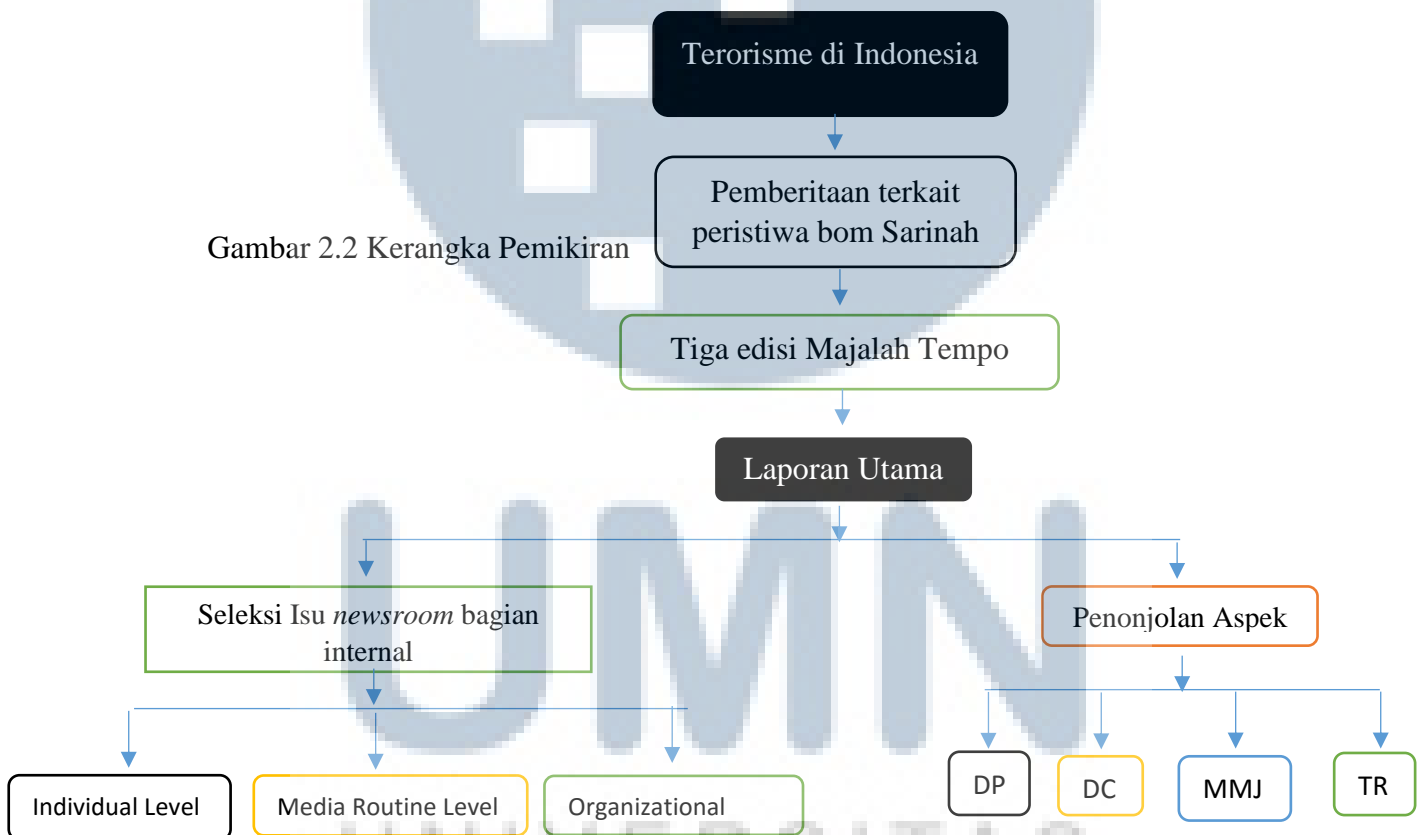 Terorisme di Indonesia
Pemberitaan terkait
peristiwa bom Sarinah
Gambar 2.2 Kerangka Pemikiran
Tiga edisi Majalah Tempo
Laporan Utama
UMN
Seleksi Isu newsroom bagian
internal
Penonjolan Aspek
Individual Level
Media Routine Level
Organizational
DP
DC
MMJ
TR